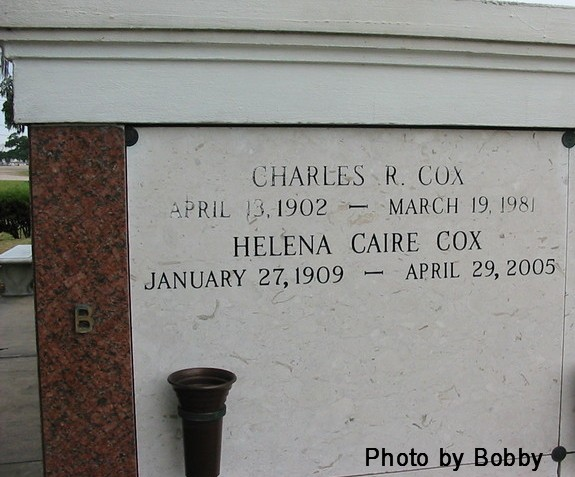 CHARLES R. COX
APRIL 13, 1902 — MARCH 19, 1981
HELENA CAIRE COX
JANUARY 27, 1909 — APRIL 29, 2005
B
Photo by Bobby